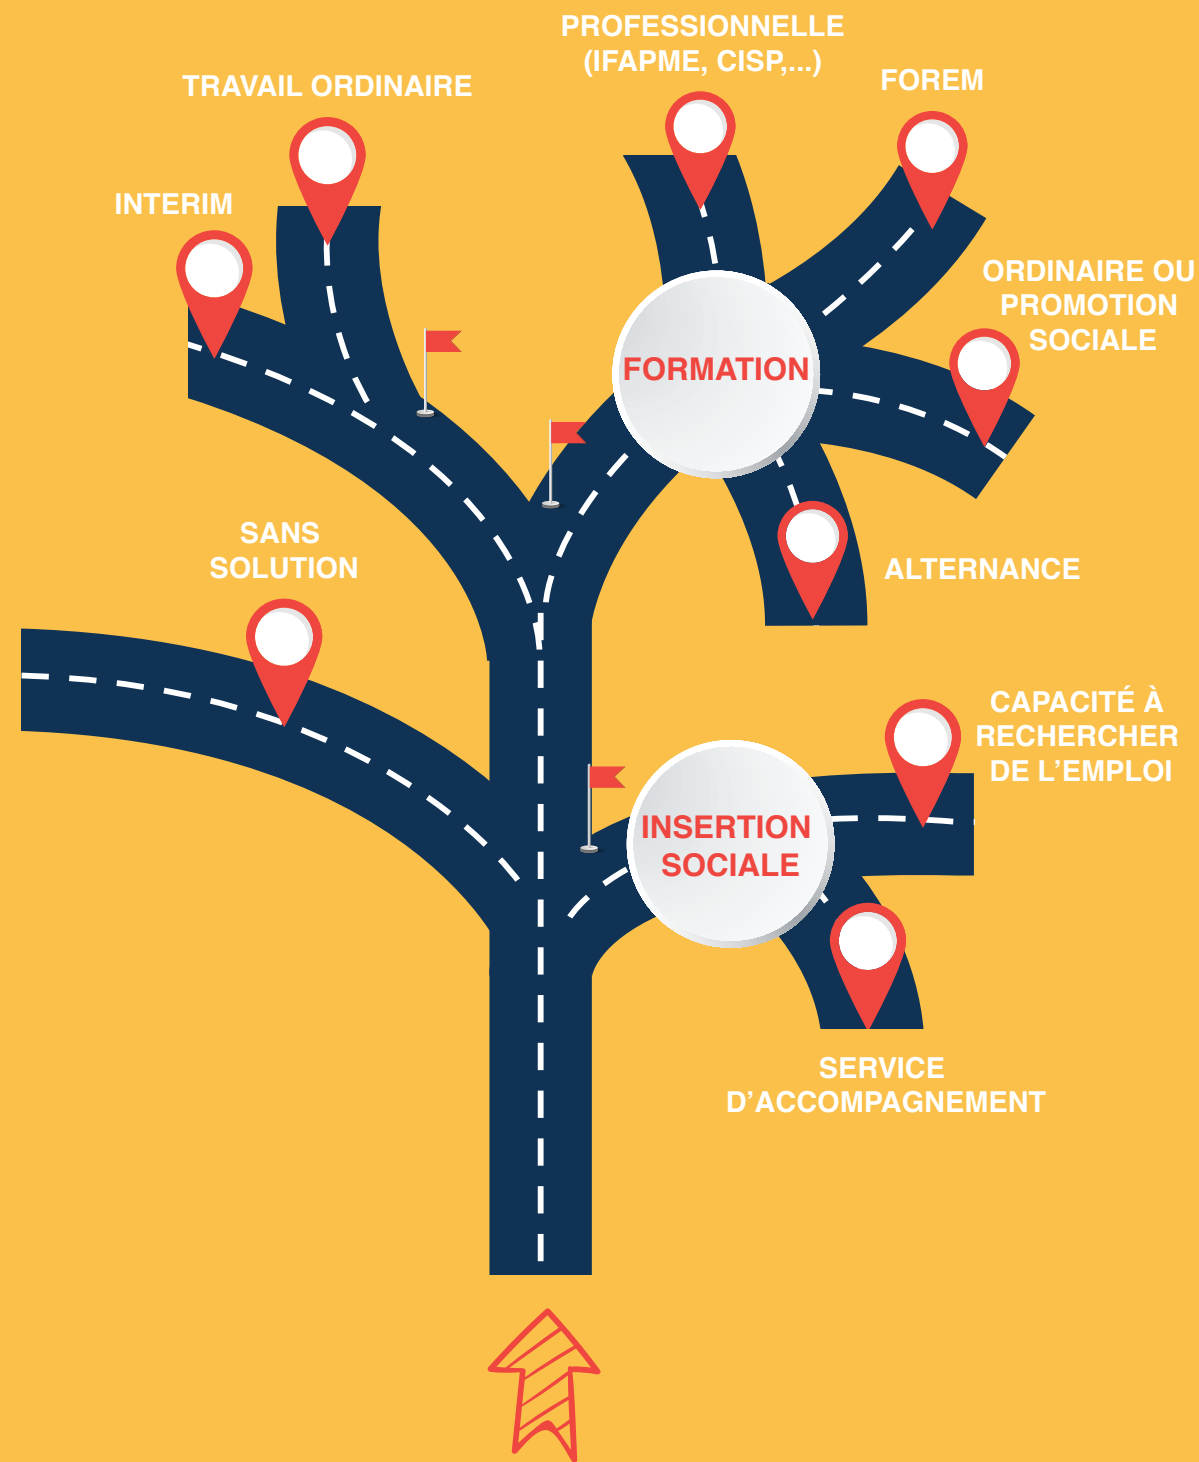 PROFESSIONNELLE
(IFAPME, CISP,...)
TRAVAIL ORDINAIRE
FOREM
INTERIM
ORDINAIRE OU
PROMOTION
SOCIALE
FORMATION
SANS
SOLUTION
ALTERNANCE
CAPACITÉ À
RECHERCHER
DE L'EMPLOI
INSERTION
SOCIALE
SERVICE
D'ACCOMPAGNEMENT